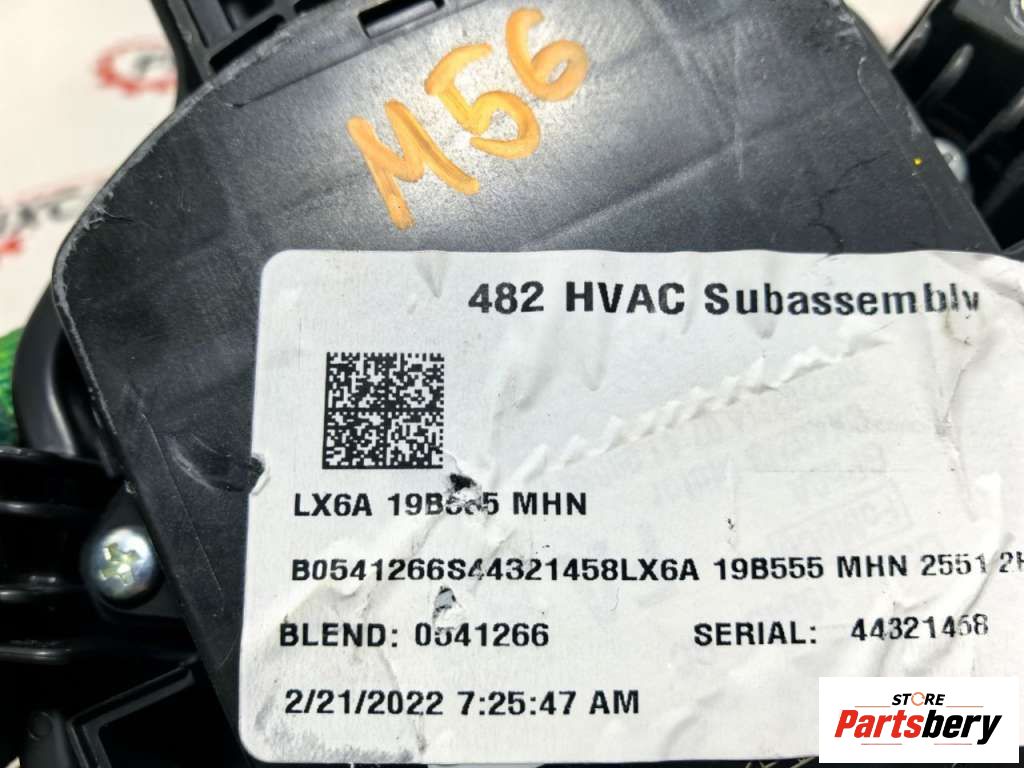 M56
482 HVAC Subassembly
LX6A 19B555 MHN
B0541266S44321458LX6A 19B555 MHN 2551 2H
BLEND: 0541266
SERIAL: 44321458
2/21/2022 7:25:47 AM
STORE
Partsbery